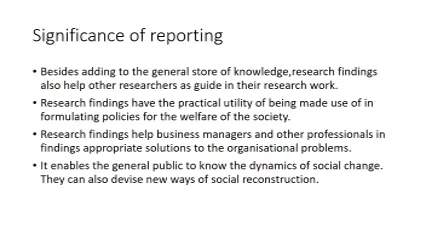 Significance of reporting
• Besides adding to the general store of knowledge,research findings
also help other researchers as guide in their research work.
• Research findings have the practical utility of being made use of in
formulating policies for the welfare of the society.
• Research findings help business managers and other professionals in
findings appropriate solutions to the organisational problems.
• It enables the general public to know the dynamics of social change.
They can also devise new ways of social reconstruction.